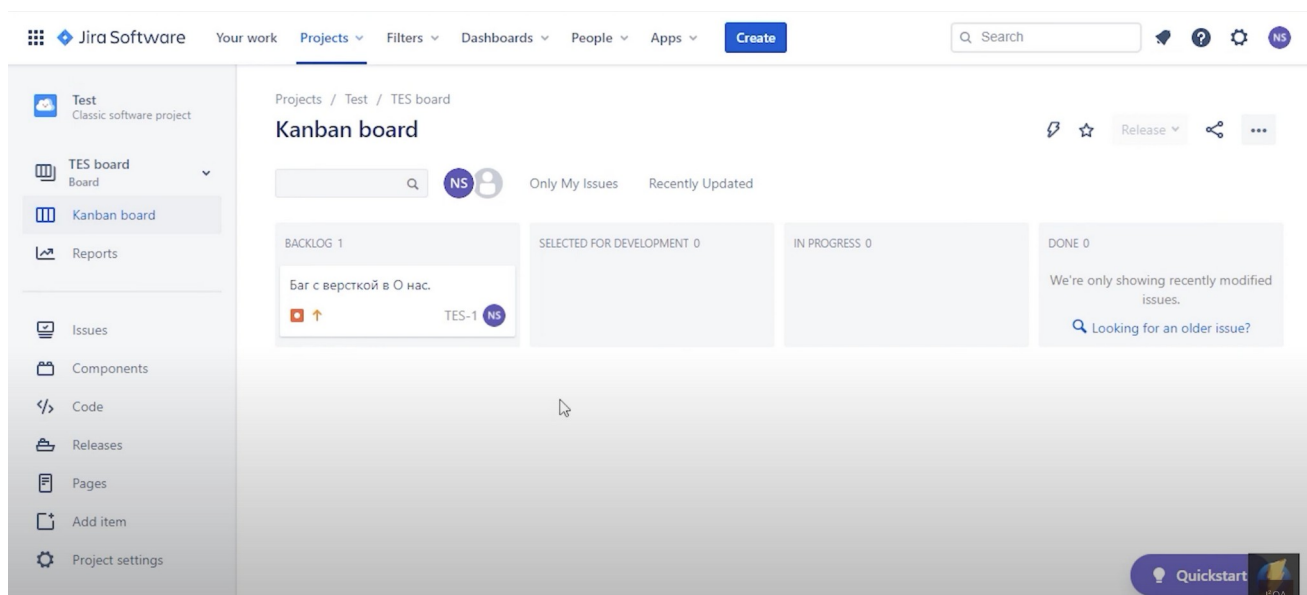 Jira Software Your work Projects Filters Dashboards People Apps Create Search NS
Test
Classic software project
TES board
Board
Kanban board
Reports
Issues
Components
Code
Releases
Pages
Add item
Project settings
Projects / Test / TES board
Kanban board
Release
NS Only My Issues Recently Updated
BACKLOG 1
Баг с версткой в О нас.
TES-1 NS
SELECTED FOR DEVELOPMENT 0
IN PROGRESS 0
DONE 0
We're only showing recently modified
issues.
Looking for an older issue?
Quickstart